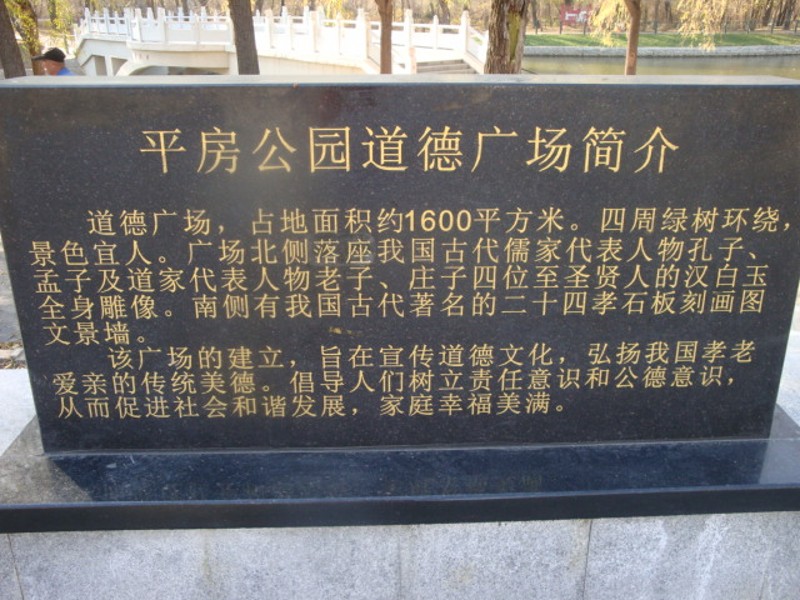 平房公园道德广场简介
道德广场，占地面积约1600平方米。四周绿树环绕，
景色宜人。广场北侧落座我国古代儒家代表人物孔子、
孟子及道家代表人物老子、庄子四位至圣贤人的汉白玉
全身雕像。南侧有我国古代著名的二十四孝石板刻画图
文景墙。
该广场的建立，旨在宣传道德文化，弘扬我国孝老
爱亲的传统美德。倡导人们树立责任意识和公德意识，
从而促进社会和谐发展，家庭幸福美满。